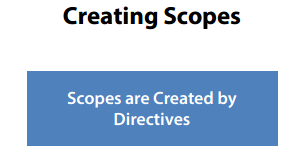 Creating Scopes
Scopes are Created by
Directives